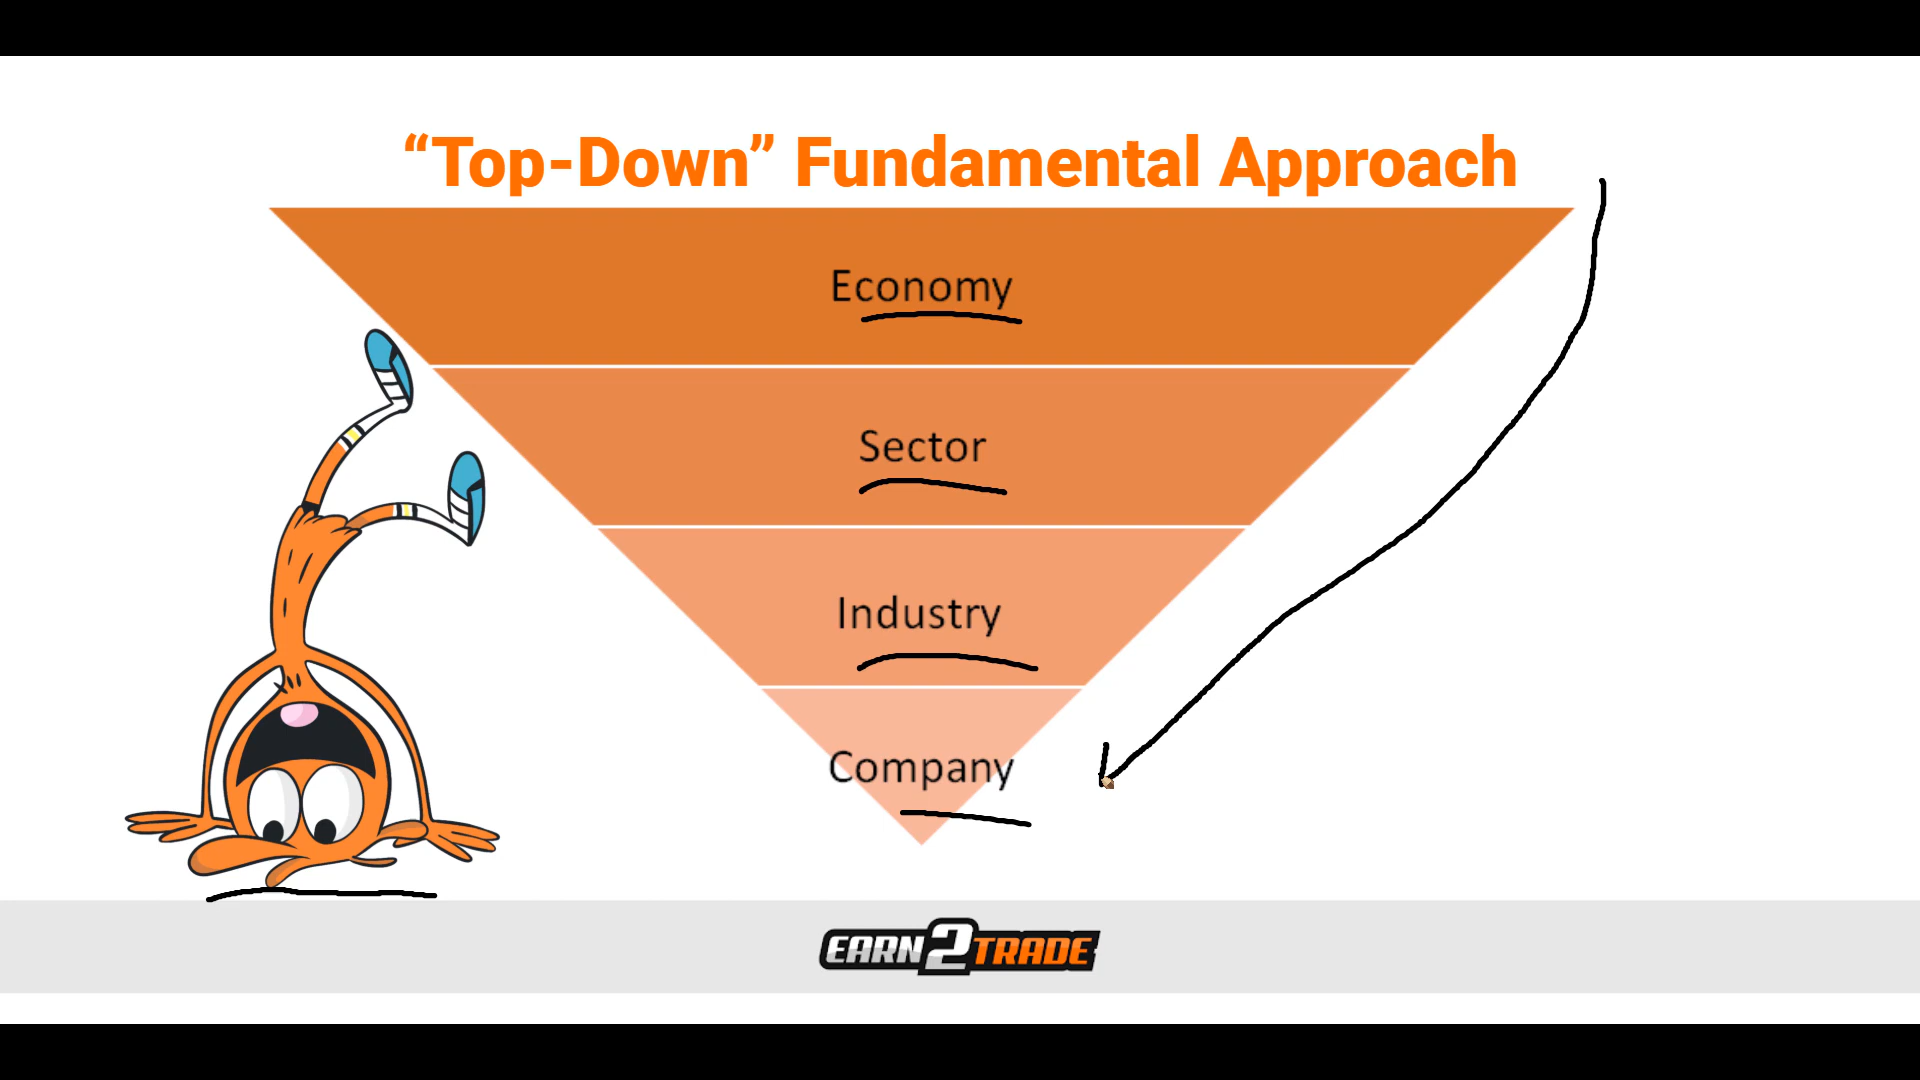 “Top-Down” Fundamental Approach
Economy
Sector
Industry
Company
EARN2TRADE